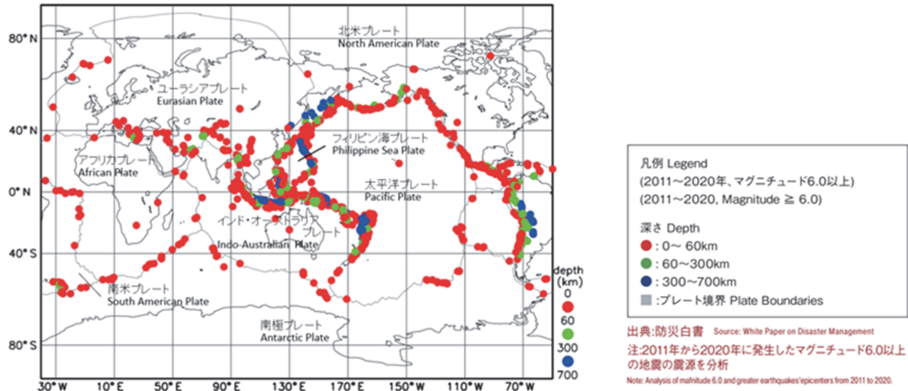 北米プレート
North American Plate
ユーラシアプレート
Eurasian Plate
フィリピン海プレート
Philippine Sea Plate
アフリカプレート
African Plate
太平洋プレート
Pacific Plate
インド・オーストラリア
プレート
Indo-Australian Plate
南米プレート
South American Plate
南極プレート
Antarctic Plate
80°N
40°N
0°N
40°S
80°S
30°W
10°E
50°E
90°E
130°E
170°E
150°W
110°W
70°W
depth
(km)
0
60
300
700
凡例 Legend
(2011~2020年、マグニチュード6.0以上)
(2011~2020, Magnitude ≧ 6.0)
深さ Depth
: 0~ 60km
: 60~300km
: 300~700km
:プレート境界 Plate Boundaries
出典:防災白書 Source: White Paper on Disaster Management
注:2011年から2020年に発生したマグニチュード6.0以上
の地震の震源を分析
Note: Analysis of mafnitude 6.0 and greater earthquakes'epicenters from 2011 to 2020.